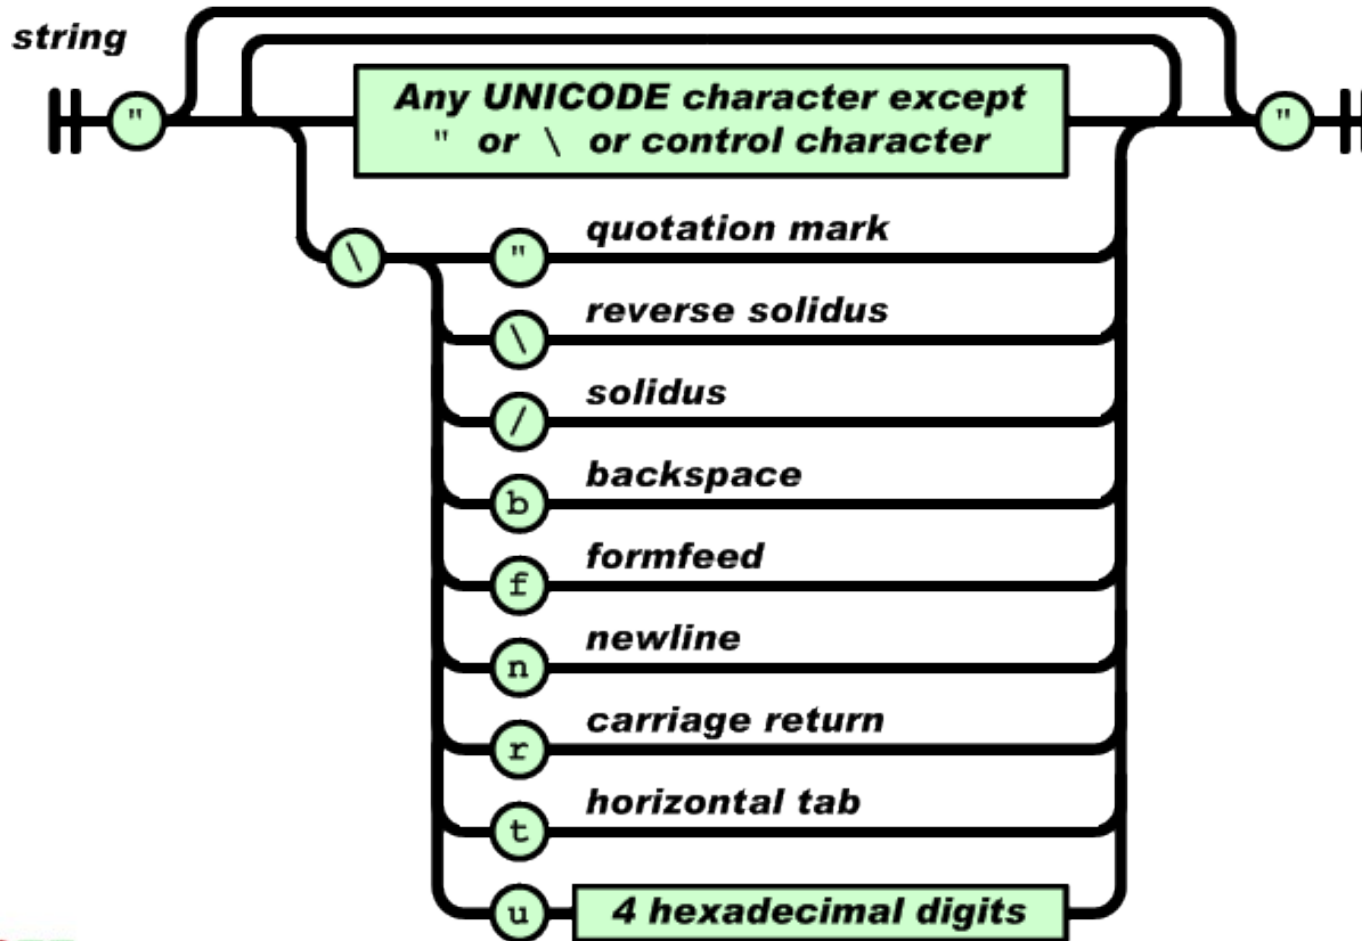 string
" Any UNICODE character except "
" or \ or control character
\ " quotation mark
\ reverse solidus
/ solidus
b backspace
f formfeed
n newline
r carriage return
t horizontal tab
u 4 hexadecimal digits